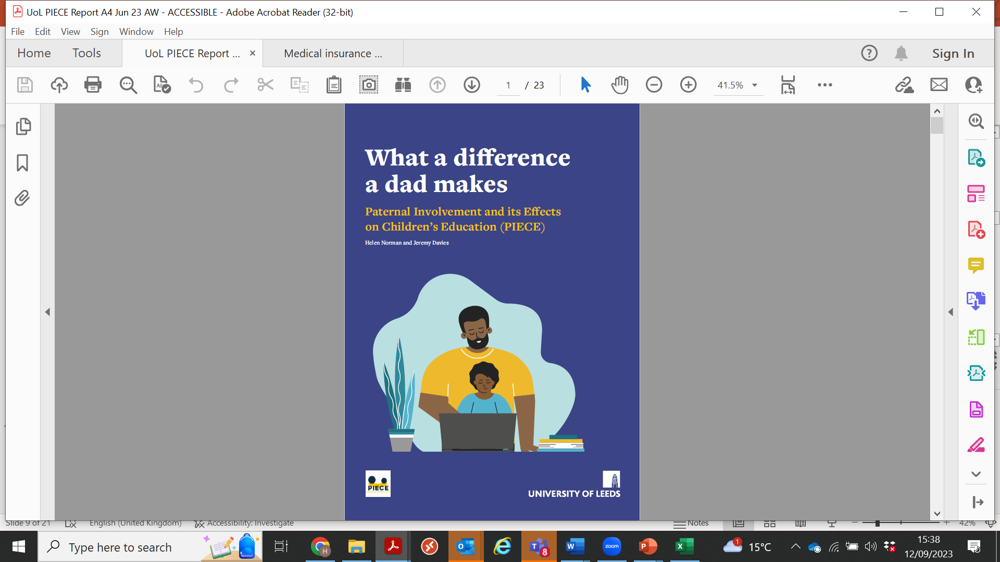 UoL PIECE Report A4 Jun 23 AW - ACCESSIBLE - Adobe Acrobat Reader (32-bit)
File Edit View Sign Window Help
Home Tools UoL PIECE Report ... × Medical insurance ... Sign In
1 / 23 41.5%
What a difference
a dad makes
Paternal Involvement and its Effects
on Children's Education (PIECE)
Helen Norman and Jeremy Davies
PIECE
UNIVERSITY OF LEEDS
Slide 9 of 21 English (United Kingdom) Accessibility: Investigate Notes 42%
Type here to search H 8 W zoom P X 1 15°C 15:38
12/09/2023